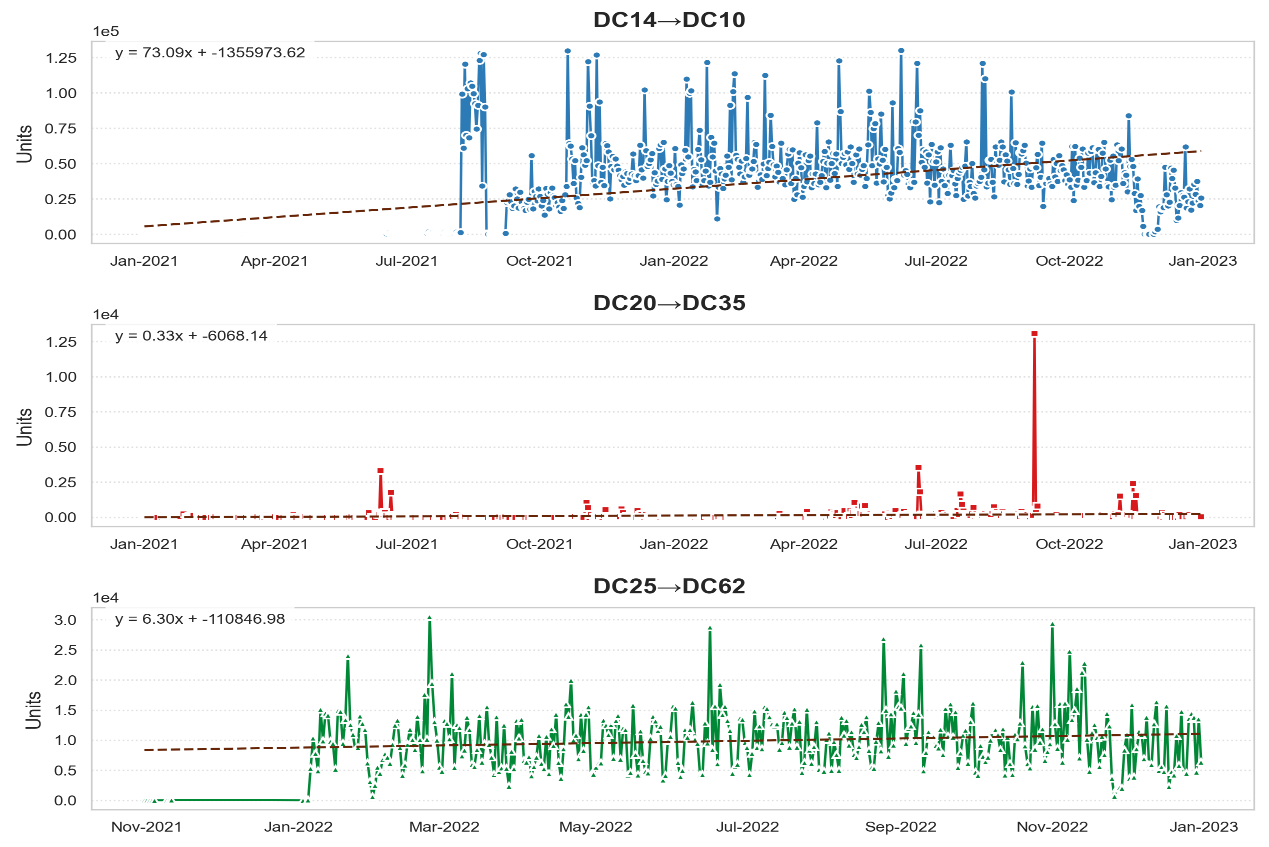 DC14→DC10
1e5
y = 73.09x + -1355973.62
1.25
1.00
0.75
0.50
0.25
0.00
Units
Jan-2021 Apr-2021 Jul-2021 Oct-2021 Jan-2022 Apr-2022 Jul-2022 Oct-2022 Jan-2023
DC20→DC35
1e4
y = 0.33x + -6068.14
1.25
1.00
0.75
0.50
0.25
0.00
Units
Jan-2021 Apr-2021 Jul-2021 Oct-2021 Jan-2022 Apr-2022 Jul-2022 Oct-2022 Jan-2023
DC25→DC62
1e4
y = 6.30x + -110846.98
3.0
2.5
2.0
1.5
1.0
0.5
0.0
Units
Nov-2021 Jan-2022 Mar-2022 May-2022 Jul-2022 Sep-2022 Nov-2022 Jan-2023